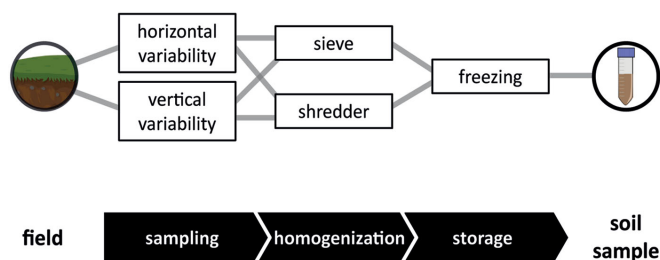 horizontal
variability
vertical
variability
sieve
shredder
freezing
field
sampling
homogenization
storage
soil
sample